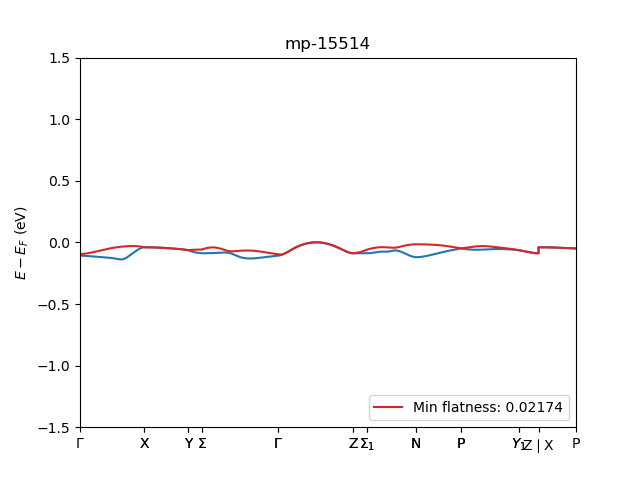 mp-15514
1.5
1.0
0.5
0.0
−0.5
−1.0
−1.5
E − E_F (eV)
Min flatness: 0.02174
Γ X Y Σ Γ Z Σ₁ N P Y₁ Z | X P